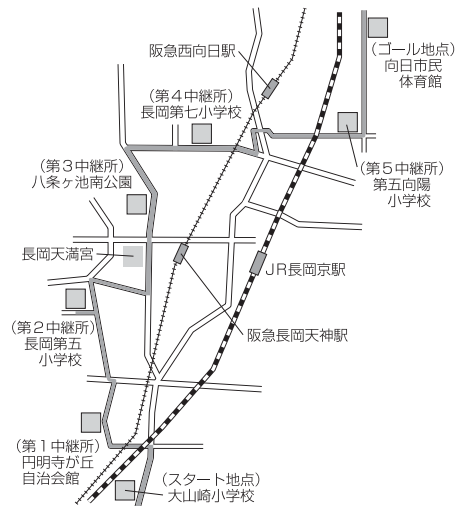 阪急西向日駅
(ゴール地点)
向日市民
体育館
(第4中継所)
長岡第七小学校
(第3中継所)
八条ヶ池南公園
(第5中継所)
第五向陽
小学校
長岡天満宮
JR長岡京駅
(第2中継所)
長岡第五
小学校
阪急長岡天神駅
(第1中継所)
円明寺が丘
自治会館
(スタート地点)
大山崎小学校